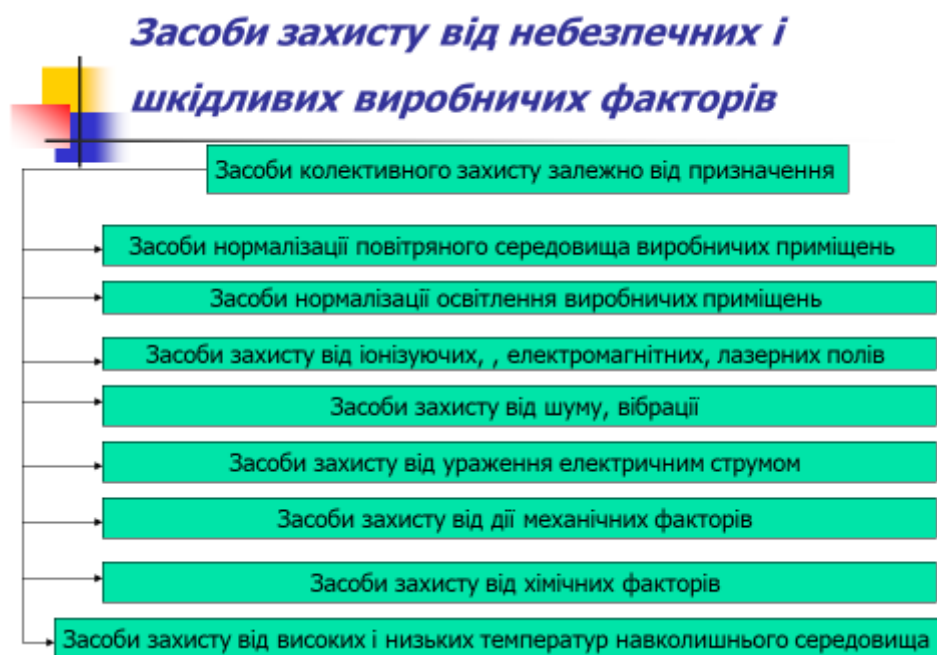 Засоби захисту від небезпечних і
шкідливих виробничих факторів
Засоби колективного захисту залежно від призначення
Засоби нормалізації повітряного середовища виробничих приміщень
Засоби нормалізації освітлення виробничих приміщень
Засоби захисту від іонізуючих, , електромагнітних, лазерних полів
Засоби захисту від шуму, вібрації
Засоби захисту від ураження електричним струмом
Засоби захисту від дії механічних факторів
Засоби захисту від хімічних факторів
Засоби захисту від високих і низьких температур навколишнього середовища